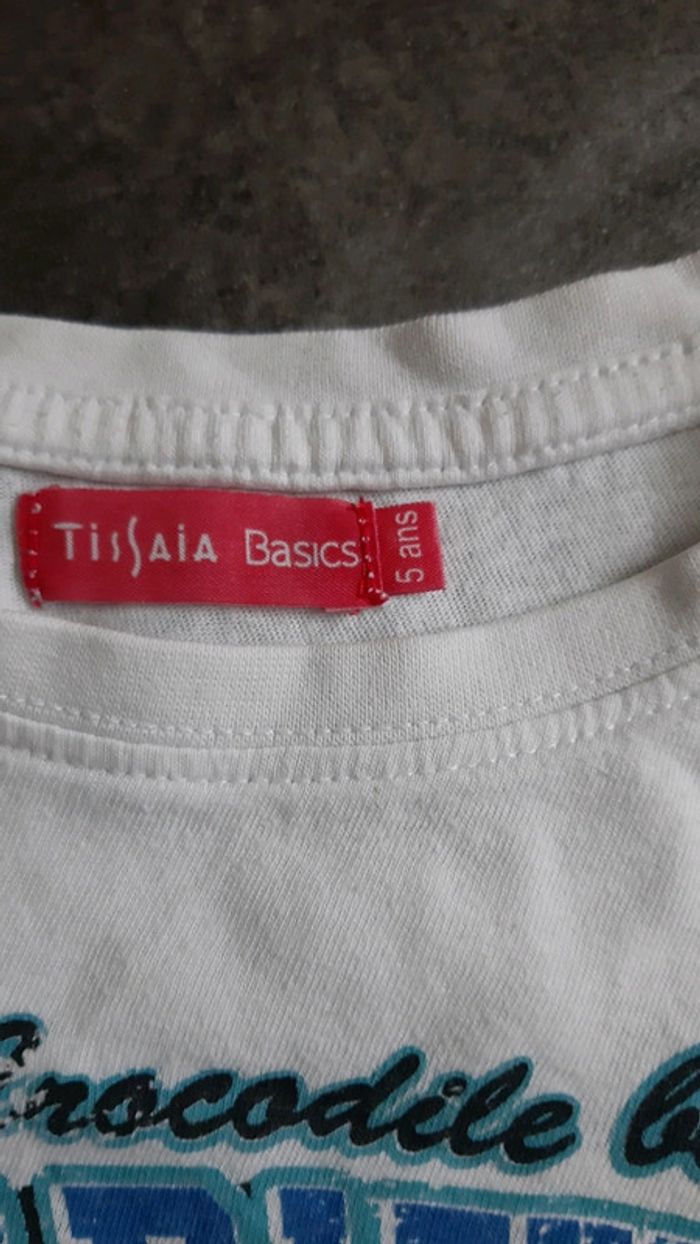 Tissaia Basics
5 ans
Crocodile